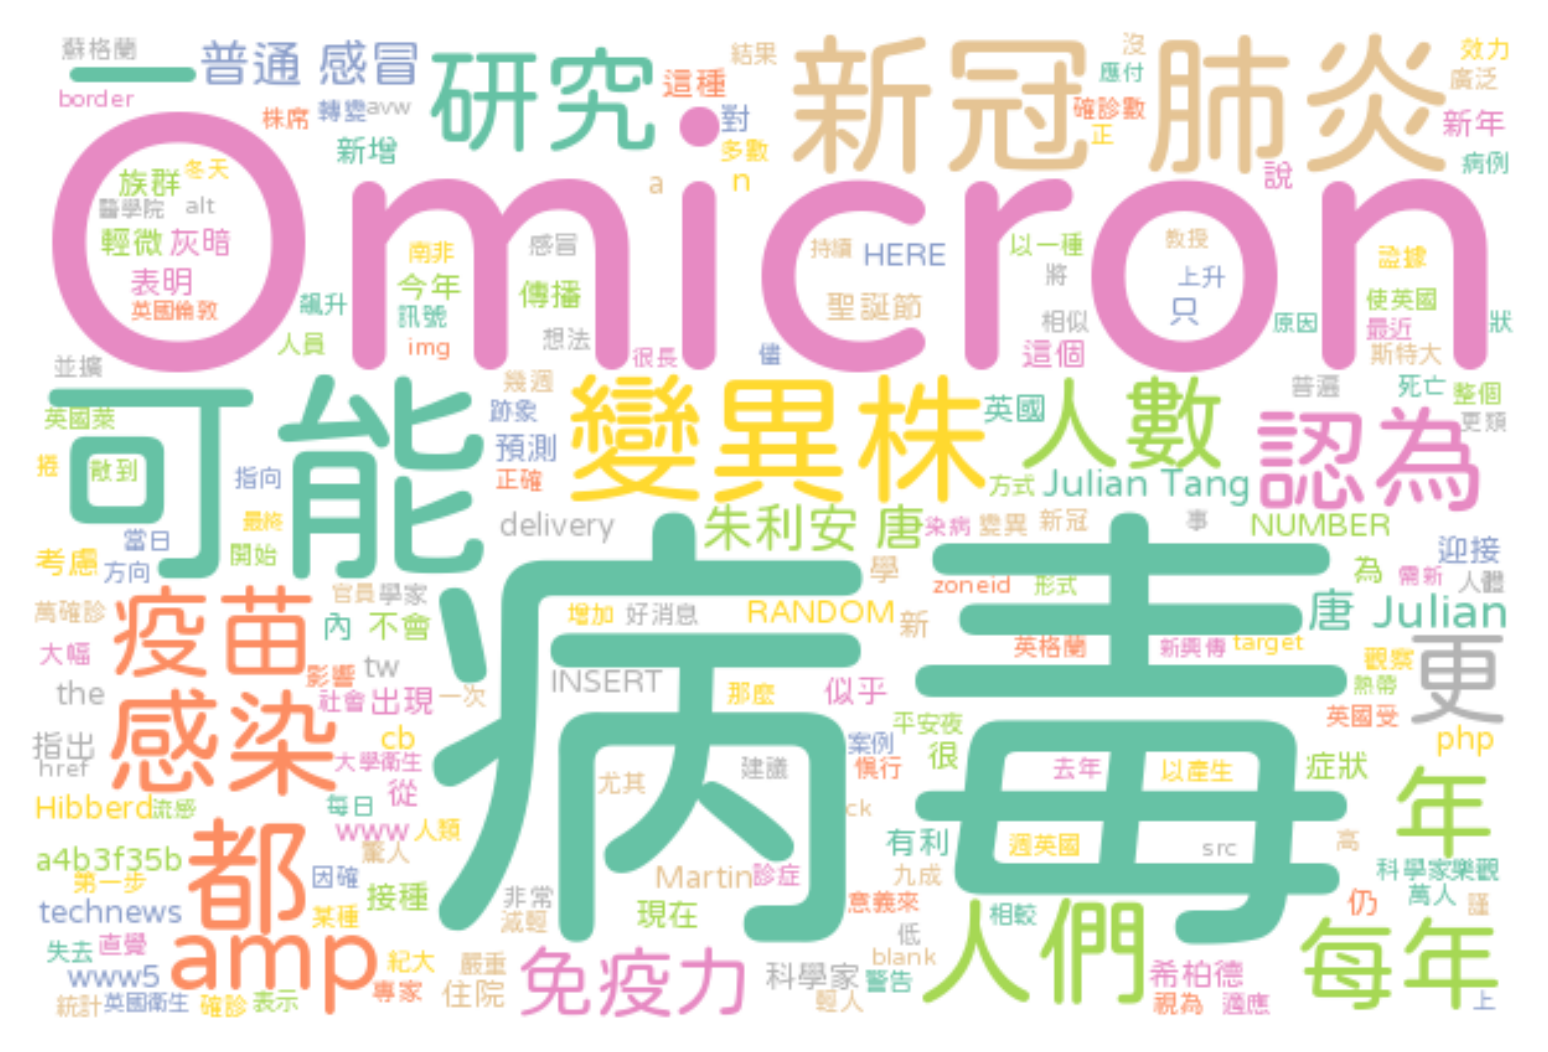 蘇格蘭
一
普通 感冒
研究
這種
結果
新冠 肺炎
沒
效力
應付
廣泛
border
株席
轉變
avw
新增
對
多數
確診數
正
新年
病例
Omicron
族群
冬天
醫學院
alt
輕微
灰暗
表明
英國倫敦
飆升
人員
南非
今年
訊號
img
感冒
傳播
想法
a
n
很長
儘
持續
HERE
聖誕節
說
以一種
將
相似
這個
教授
上升
只
原因
證據
使英國
最近
斯特大
狀
並擴
可能
英國萊
捲
散到
指向
幾週
跡象
預測
正確
變異株
英國
人數
普遍
死亡
整個
更類
認為
方式
Julian Tang
最終
當日
開始
考慮
方向
delivery
朱利安 唐
染病
變異
新冠
事
NUMBER
迎接
病毒
疫苗
萬確診
官員
學家
增加
好消息
RANDOM
學
新
zoneid
形式
為
需新
人體
唐 Julian
大幅
內
不會
影響
tw
the
INSERT
那麼
似乎
英格蘭
新興傳
target
觀察
熱帶
更
感染
社會
出現
一次
指出
href
cb
大學衛生
平安夜
英國受
php
案例
很
慎行
尤其
建議
去年
以產生
症狀
Hibberd
流感
每日
從
www
人類
驚人
ck
有利
週英國
src
高
年
a4b3f35b
第一步
都
因確
接種
某種
Martin
診症
九成
科學家樂觀
萬人
technews
非常
減輕
現在
意義來
相較
仍
謹
失去
直覺
www5
amp
紀大
嚴重
專家
住院
免疫力
科學家
低
blank
警告
輕人
人們
希柏德
視為
適應
每年
上
統計
英國衛生
確診
表示